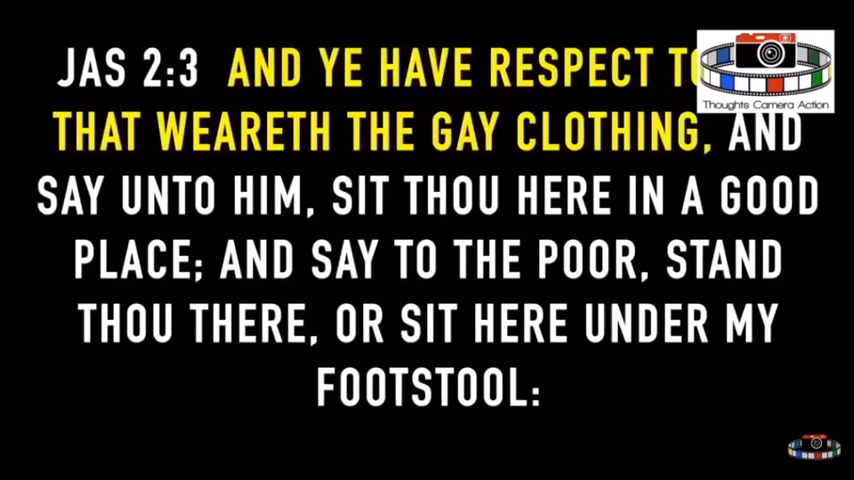 JAS 2:3 AND YE HAVE RESPECT TO
Thoughts Camera Action
THAT WEARETH THE GAY CLOTHING, AND
SAY UNTO HIM, SIT THOU HERE IN A GOOD
PLACE; AND SAY TO THE POOR, STAND
THOU THERE, OR SIT HERE UNDER MY
FOOTSTOOL: